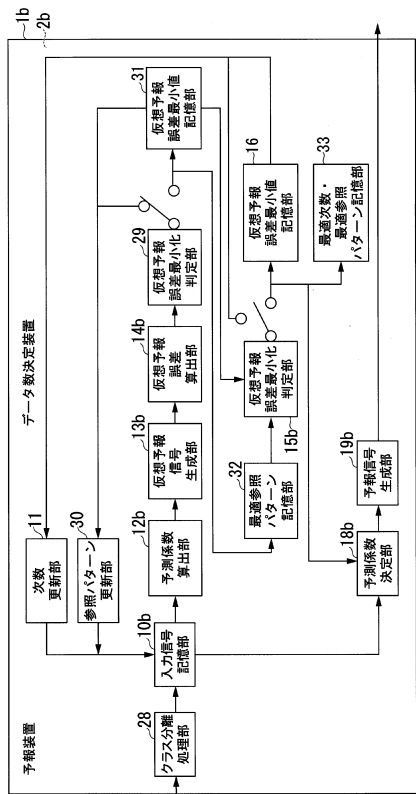 1b
2b
予報装置
データ数決定装置
11
次数
更新部
30
参照パターン
更新部
28
クラス分離
処理部
10b
入力信号
記憶部
12b
予測係数
算出部
13b
仮想予報
信号
生成部
14b
仮想予報
誤差
算出部
29
仮想予報
誤差最小化
判定部
31
仮想予報
誤差最小値
記憶部
32
最適参照
パターン
記憶部
15b
仮想予報
誤差最小化
判定部
16
仮想予報
誤差最小値
記憶部
33
最適次数・
最適参照
パターン記憶部
18b
予測係数
決定部
19b
予報信号
生成部